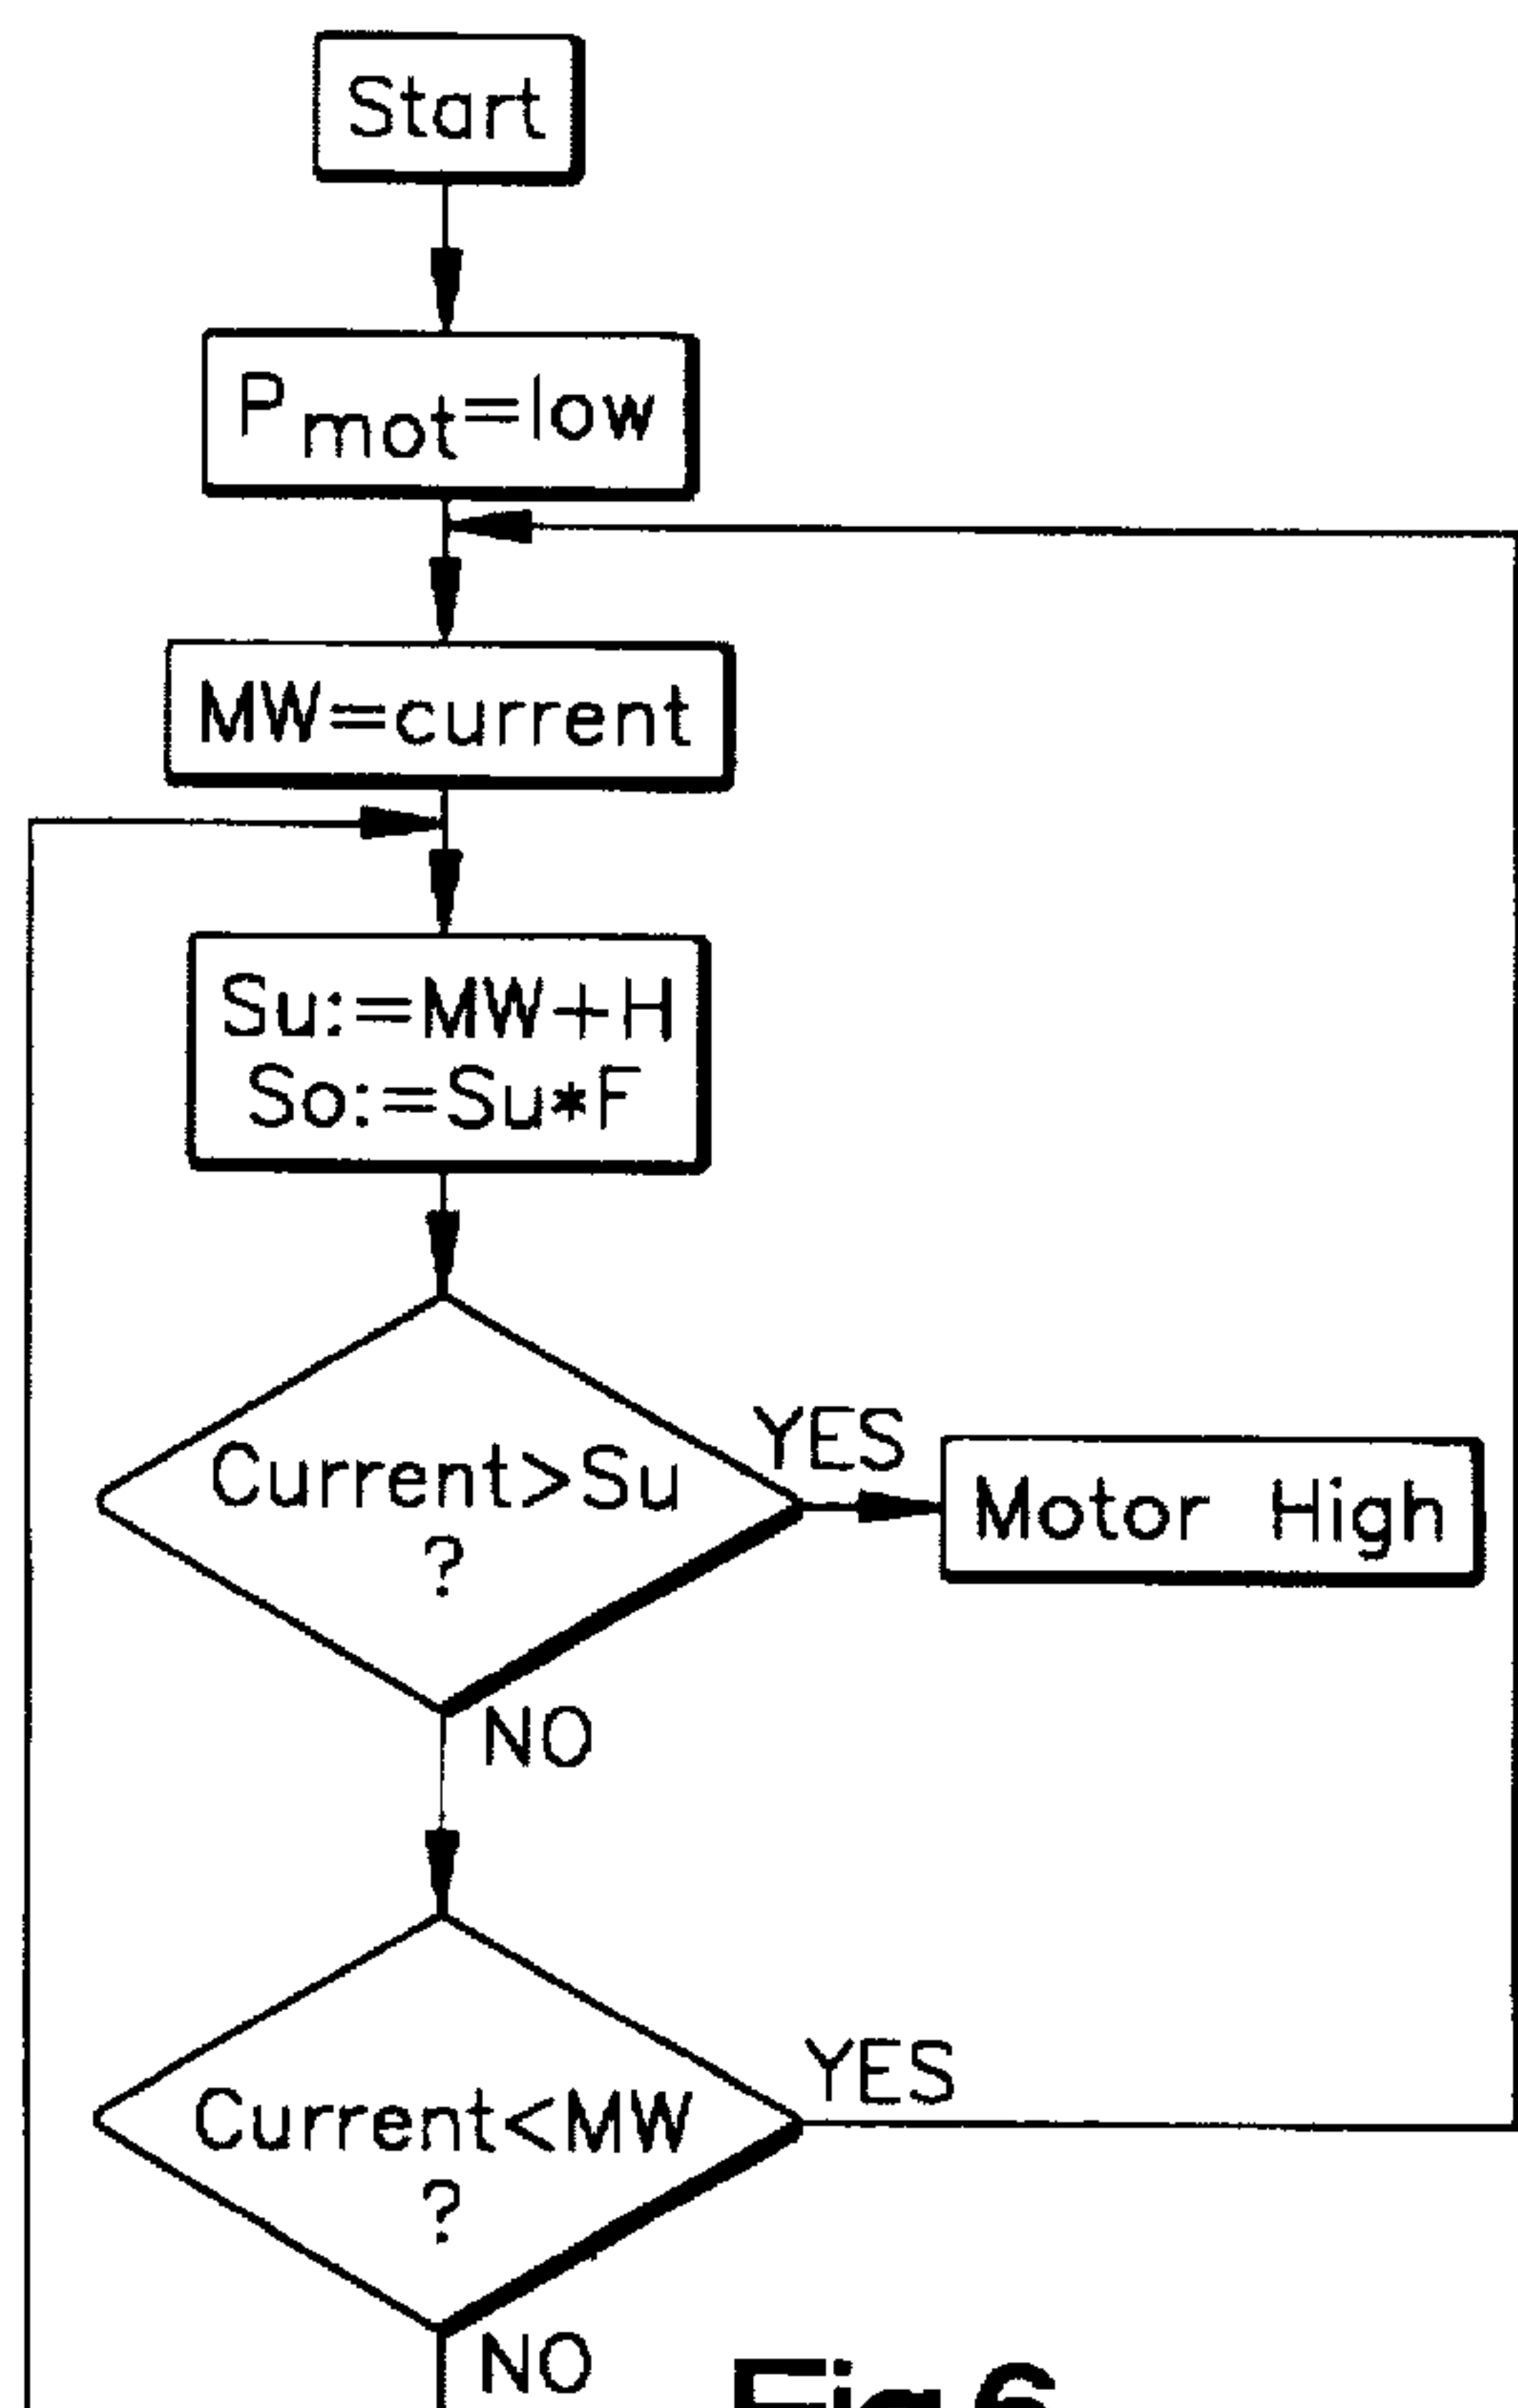 Start
Pmot=low
MW=current
Su:=MW+H
So:=Su*F
Current>Su
?
YES
Motor High
NO
Current<MW
?
YES
NO